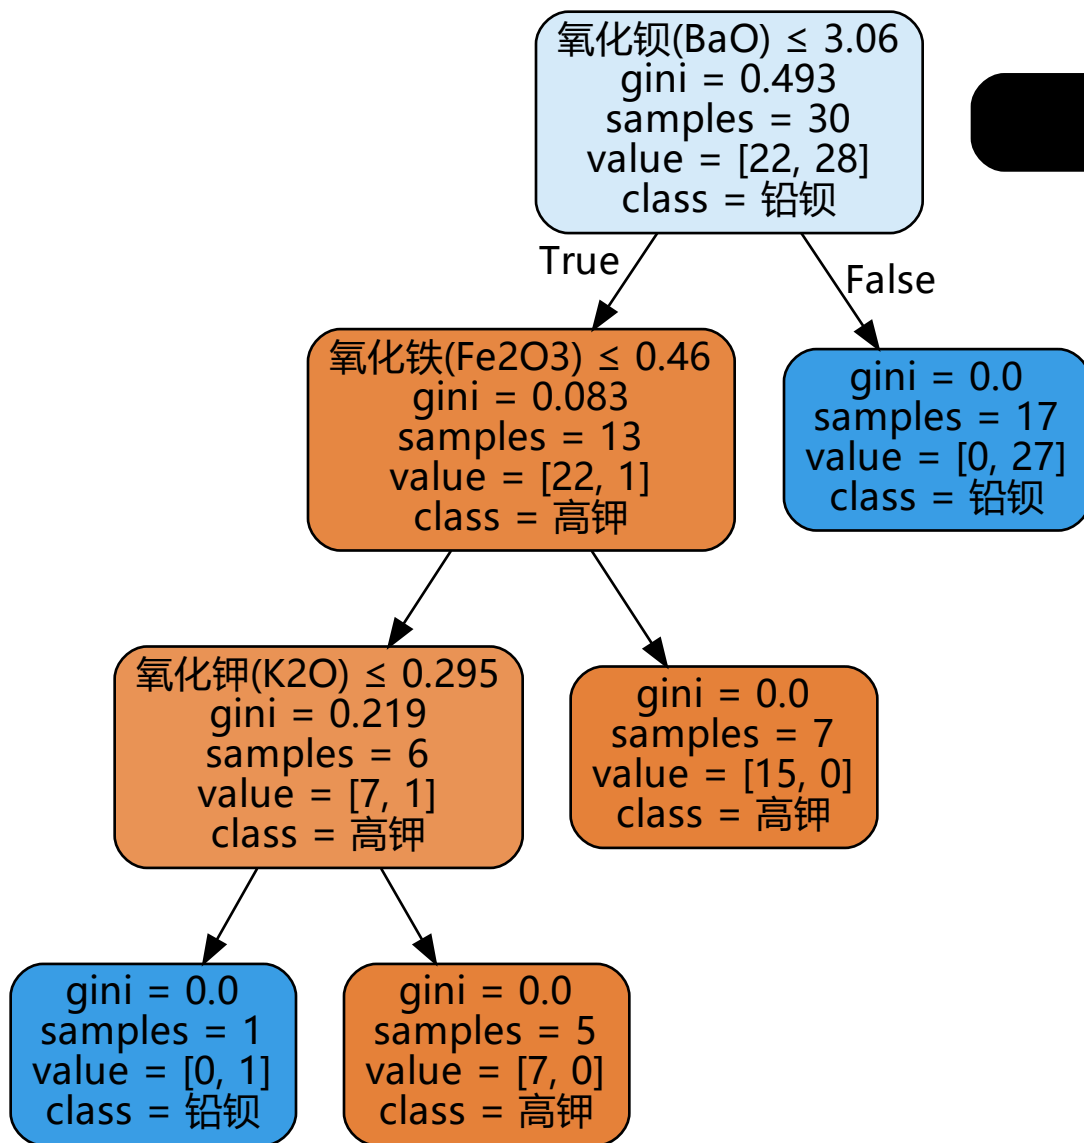 氧化钡(BaO) ≤ 3.06
gini = 0.493
samples = 30
value = [22, 28]
class = 铅钡
True
False
氧化铁(Fe2O3) ≤ 0.46
gini = 0.083
samples = 13
value = [22, 1]
class = 高钾
gini = 0.0
samples = 17
value = [0, 27]
class = 铅钡
氧化钾(K2O) ≤ 0.295
gini = 0.219
samples = 6
value = [7, 1]
class = 高钾
gini = 0.0
samples = 7
value = [15, 0]
class = 高钾
gini = 0.0
samples = 1
value = [0, 1]
class = 铅钡
gini = 0.0
samples = 5
value = [7, 0]
class = 高钾